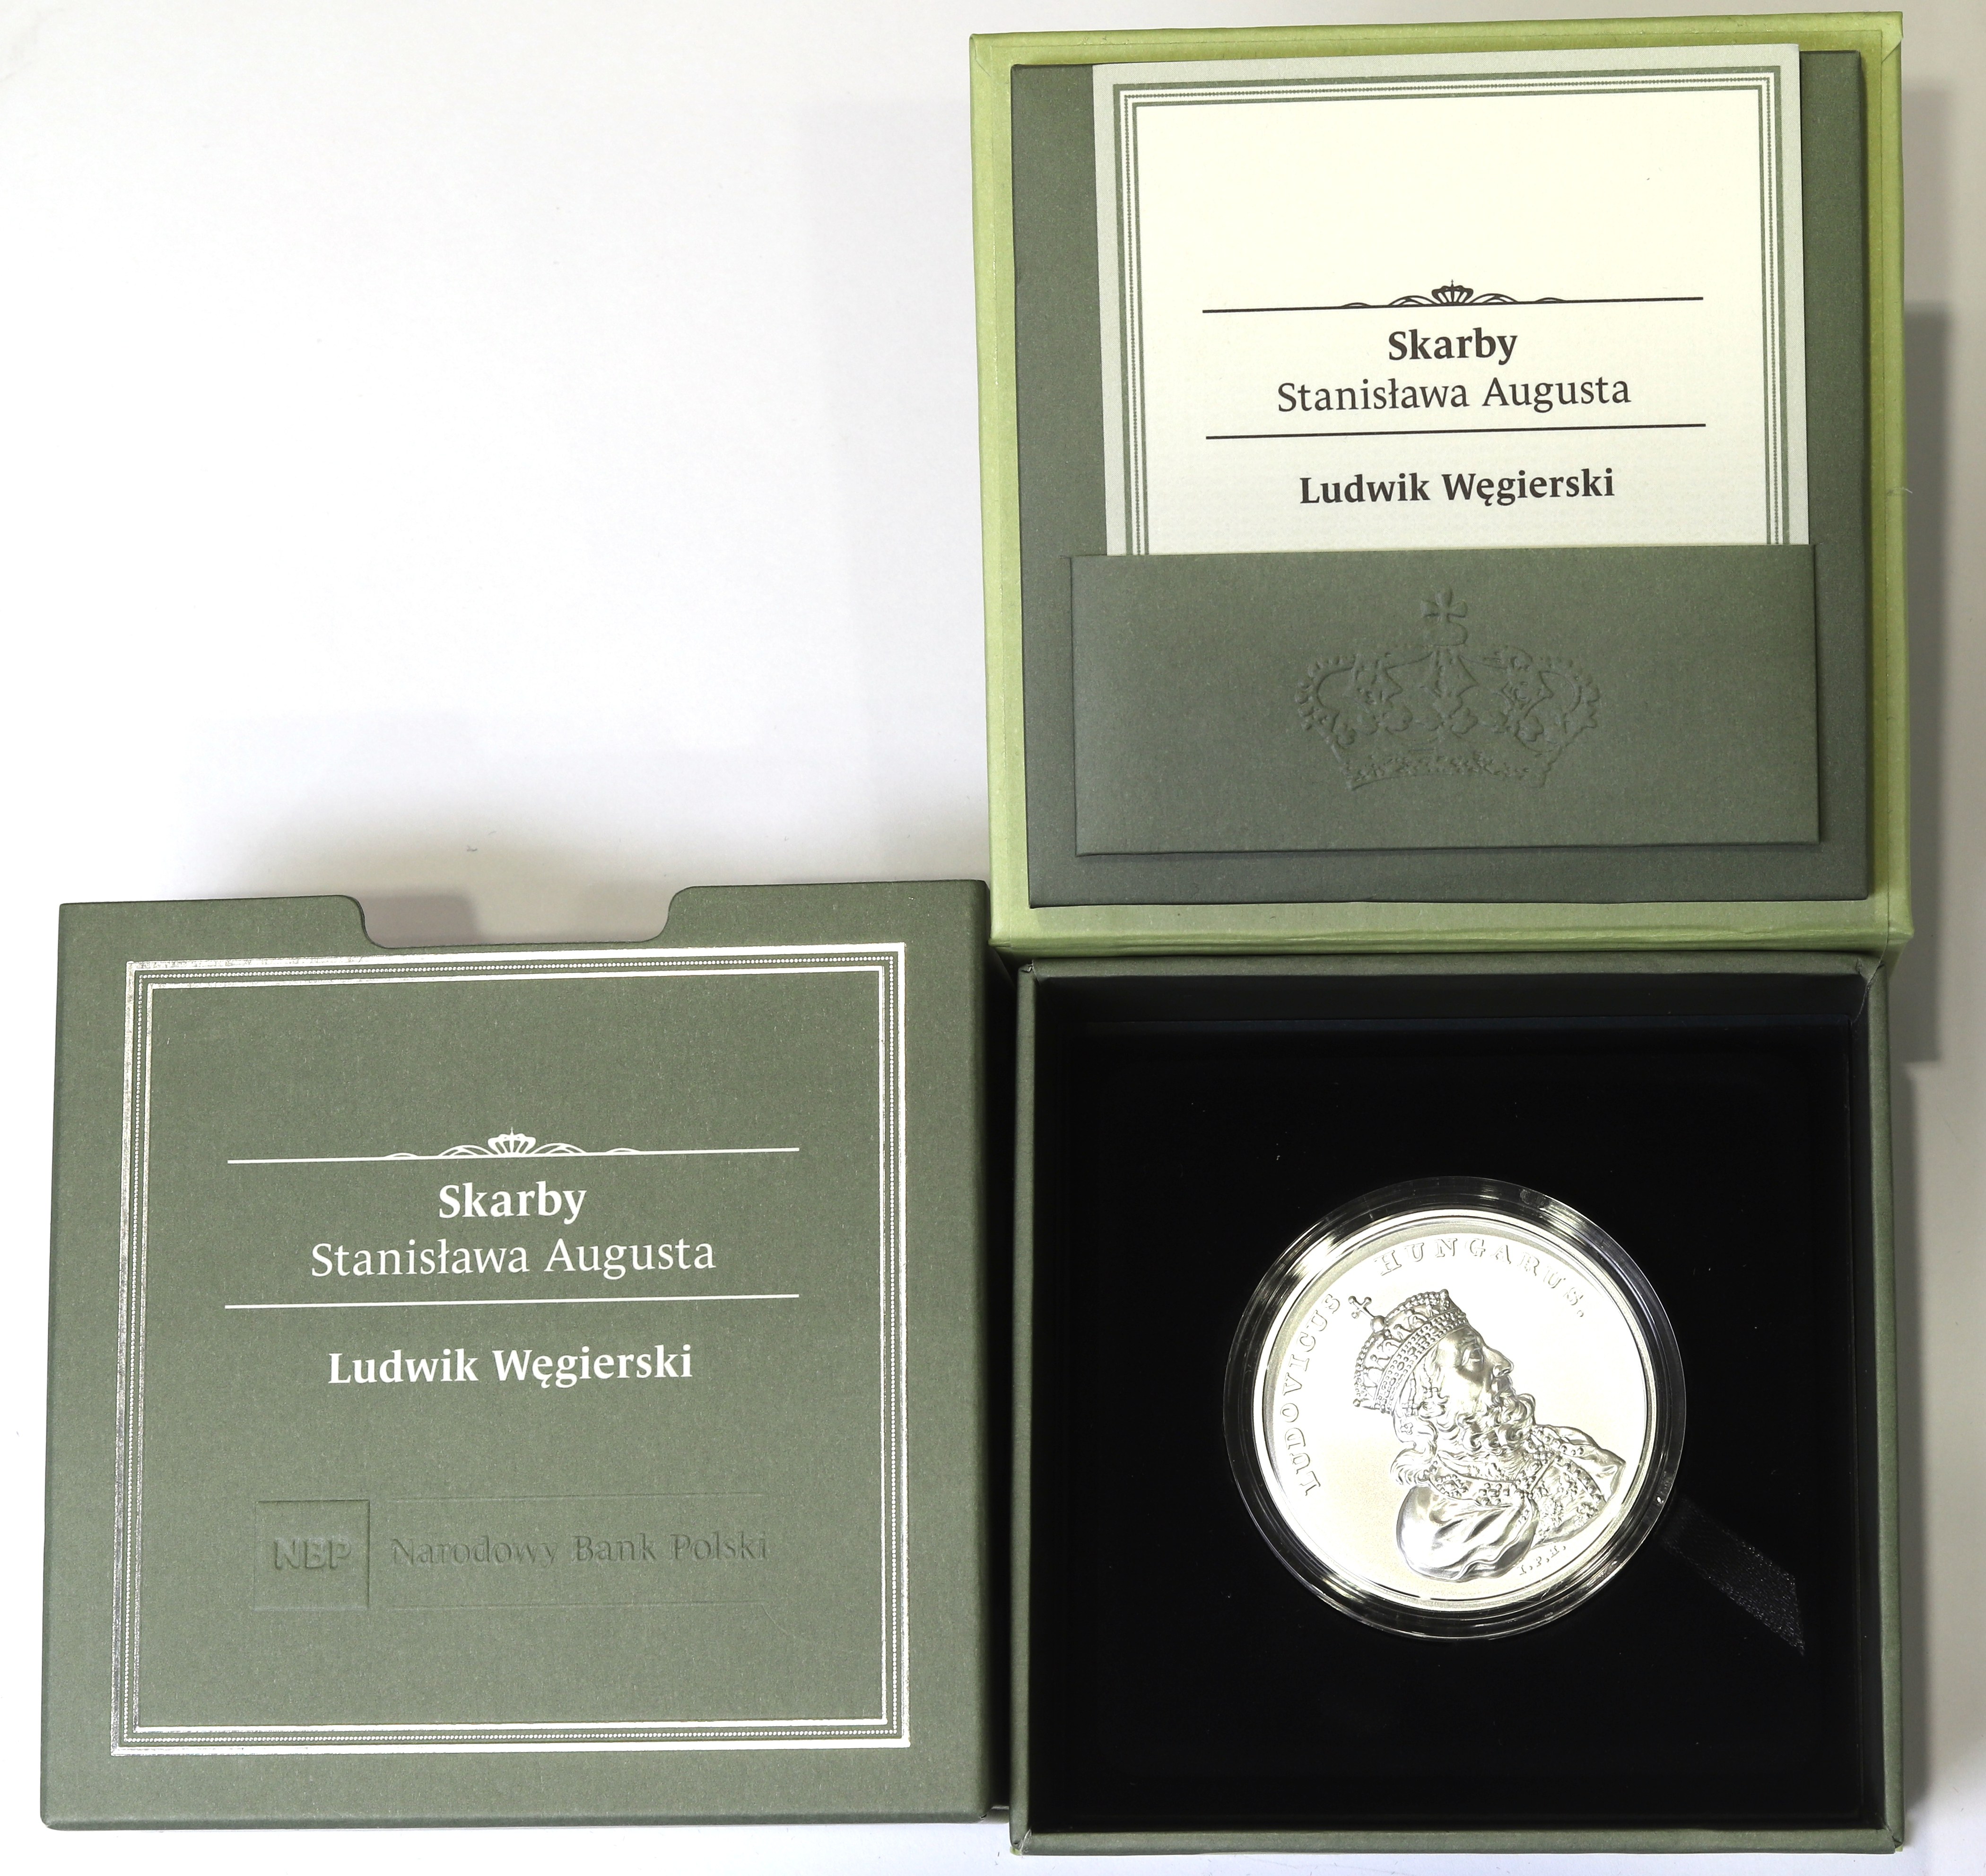 Skarby
Stanisława Augusta
Ludwik Węgierski
Skarby
Stanisława Augusta
Ludwik Węgierski
NBP Narodowy Bank Polski
LUDOVICUS HUNGARUS.